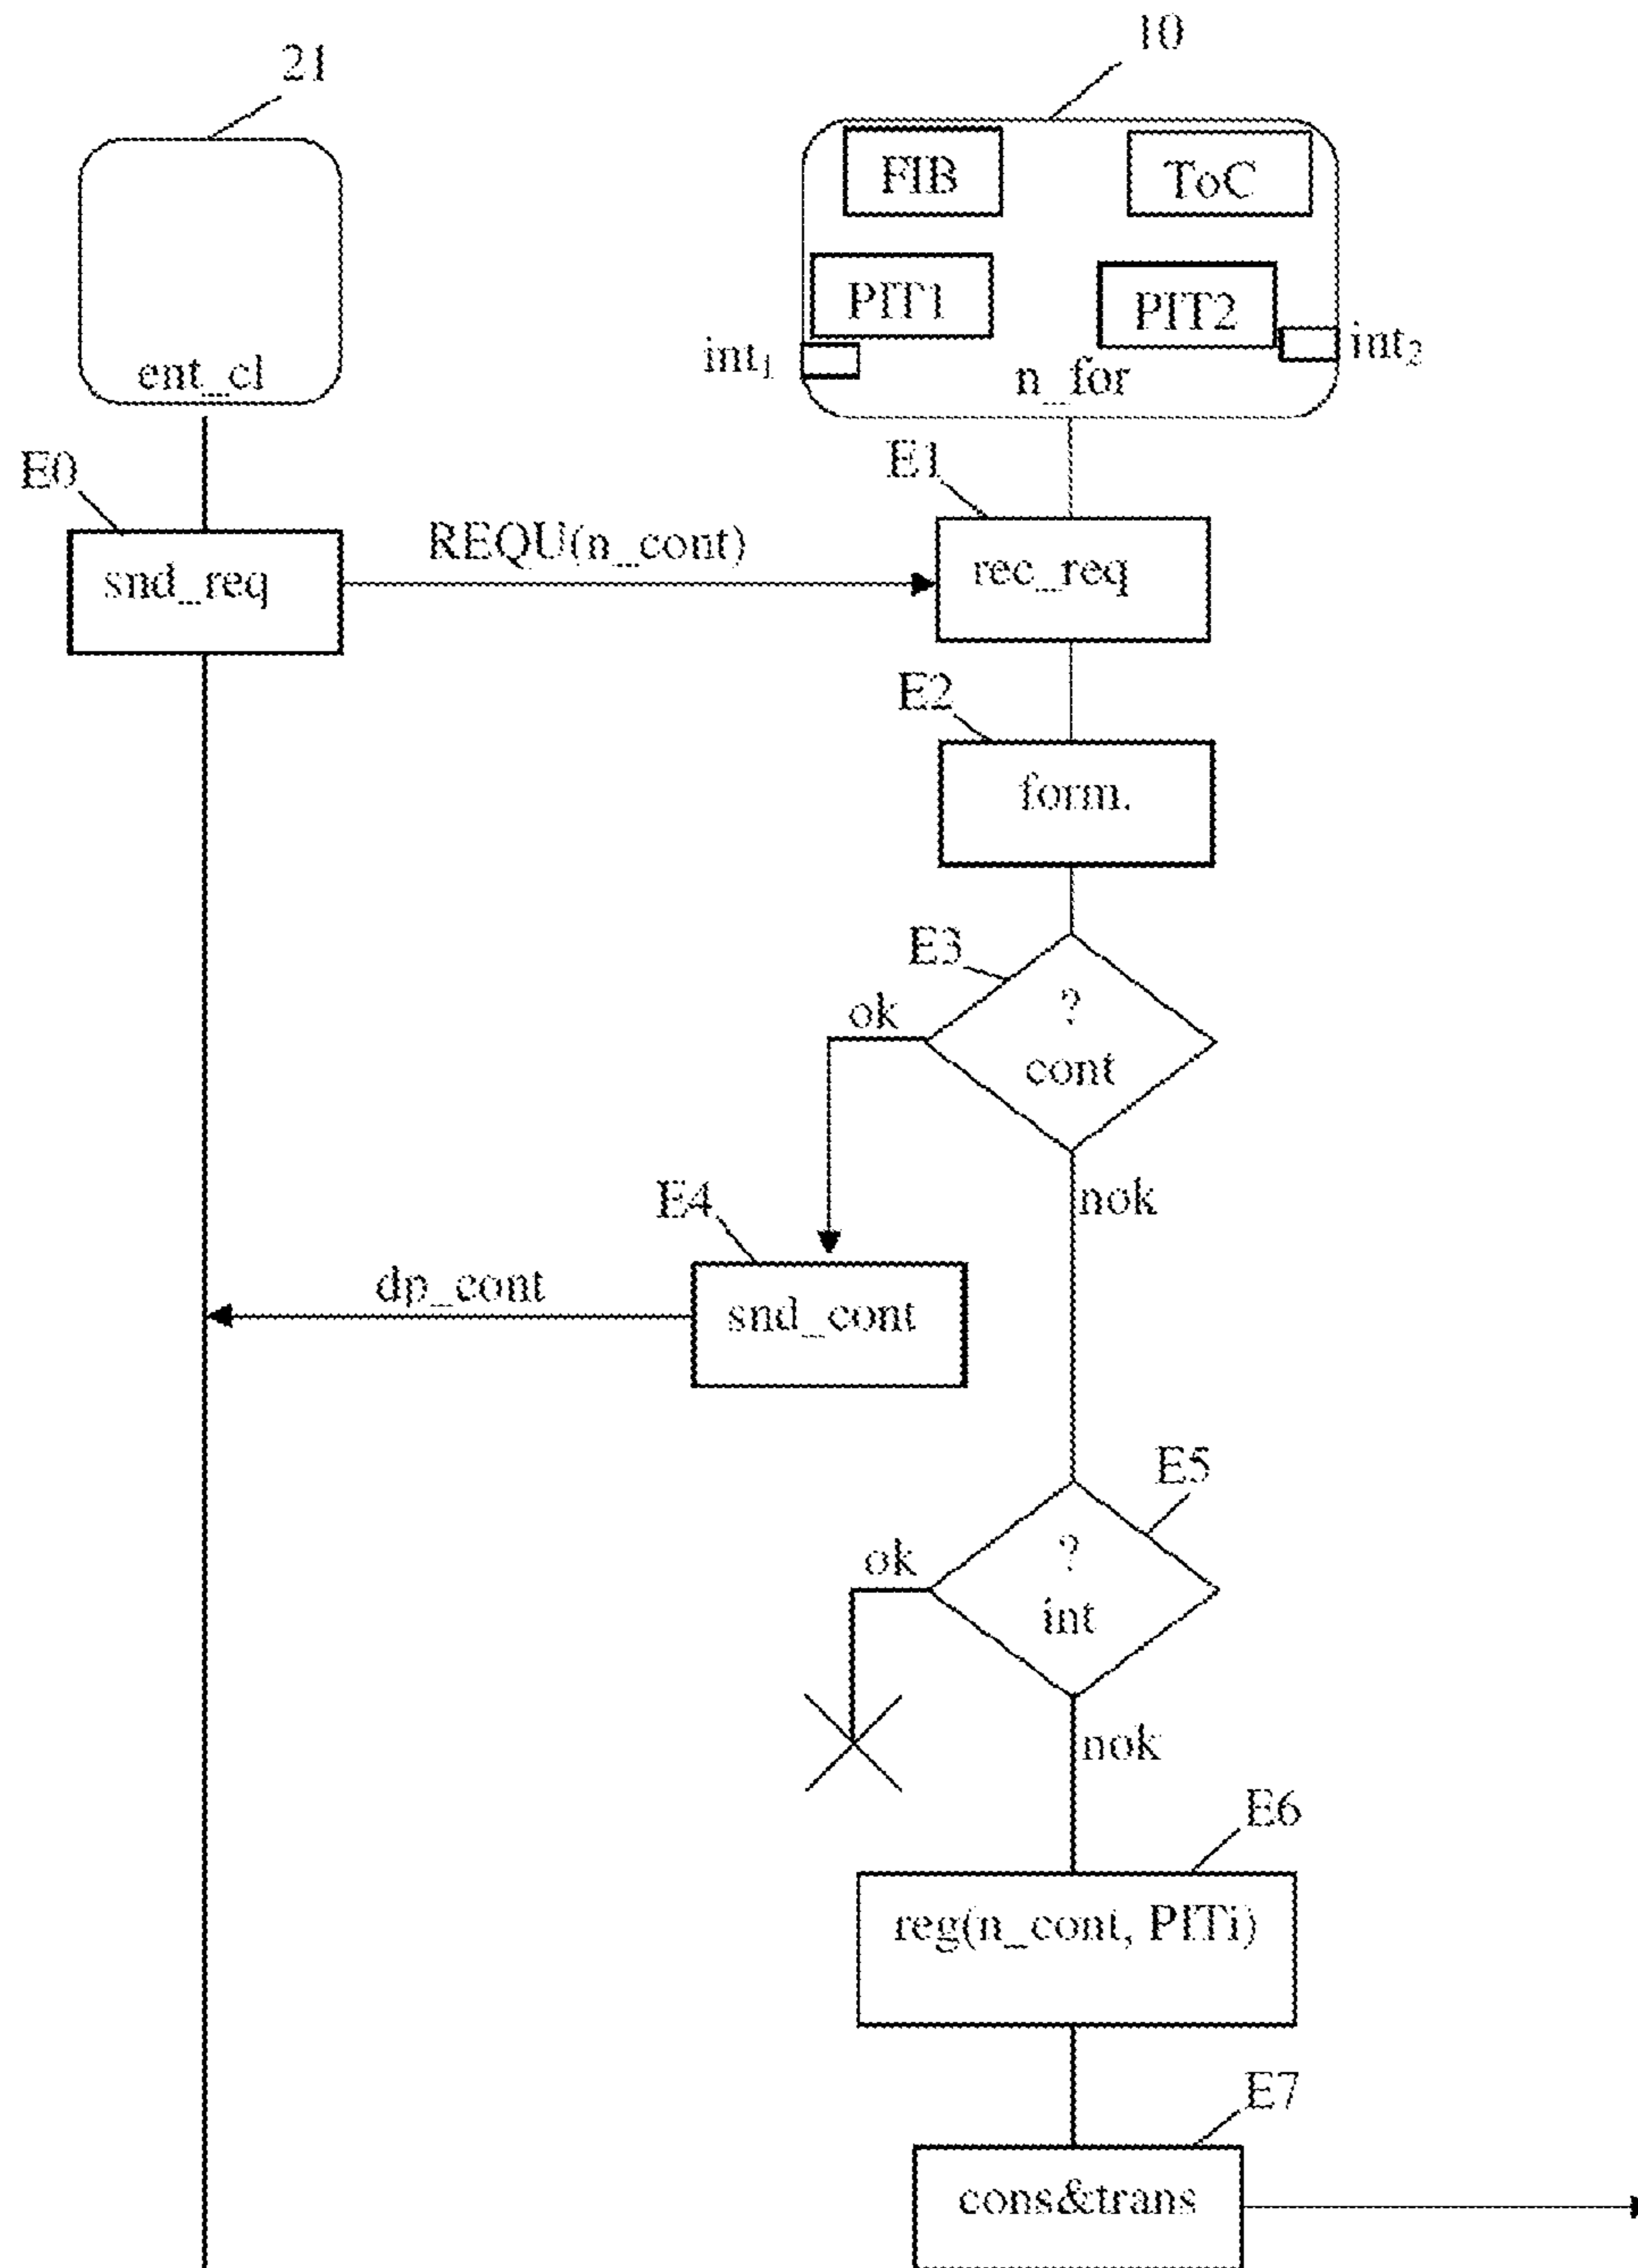 21
10
FIB
ToC
PIT1
PIT2
int₁
int₂
ent_cl
n_for
E0
E1
REQU(n_cont)
snd_req
rec_req
E2
form.
E3
ok
?
cont
nok
E4
dp_cont
snd_cont
E5
ok
?
int
nok
E6
reg(n_cont, PITi)
E7
cons&trans